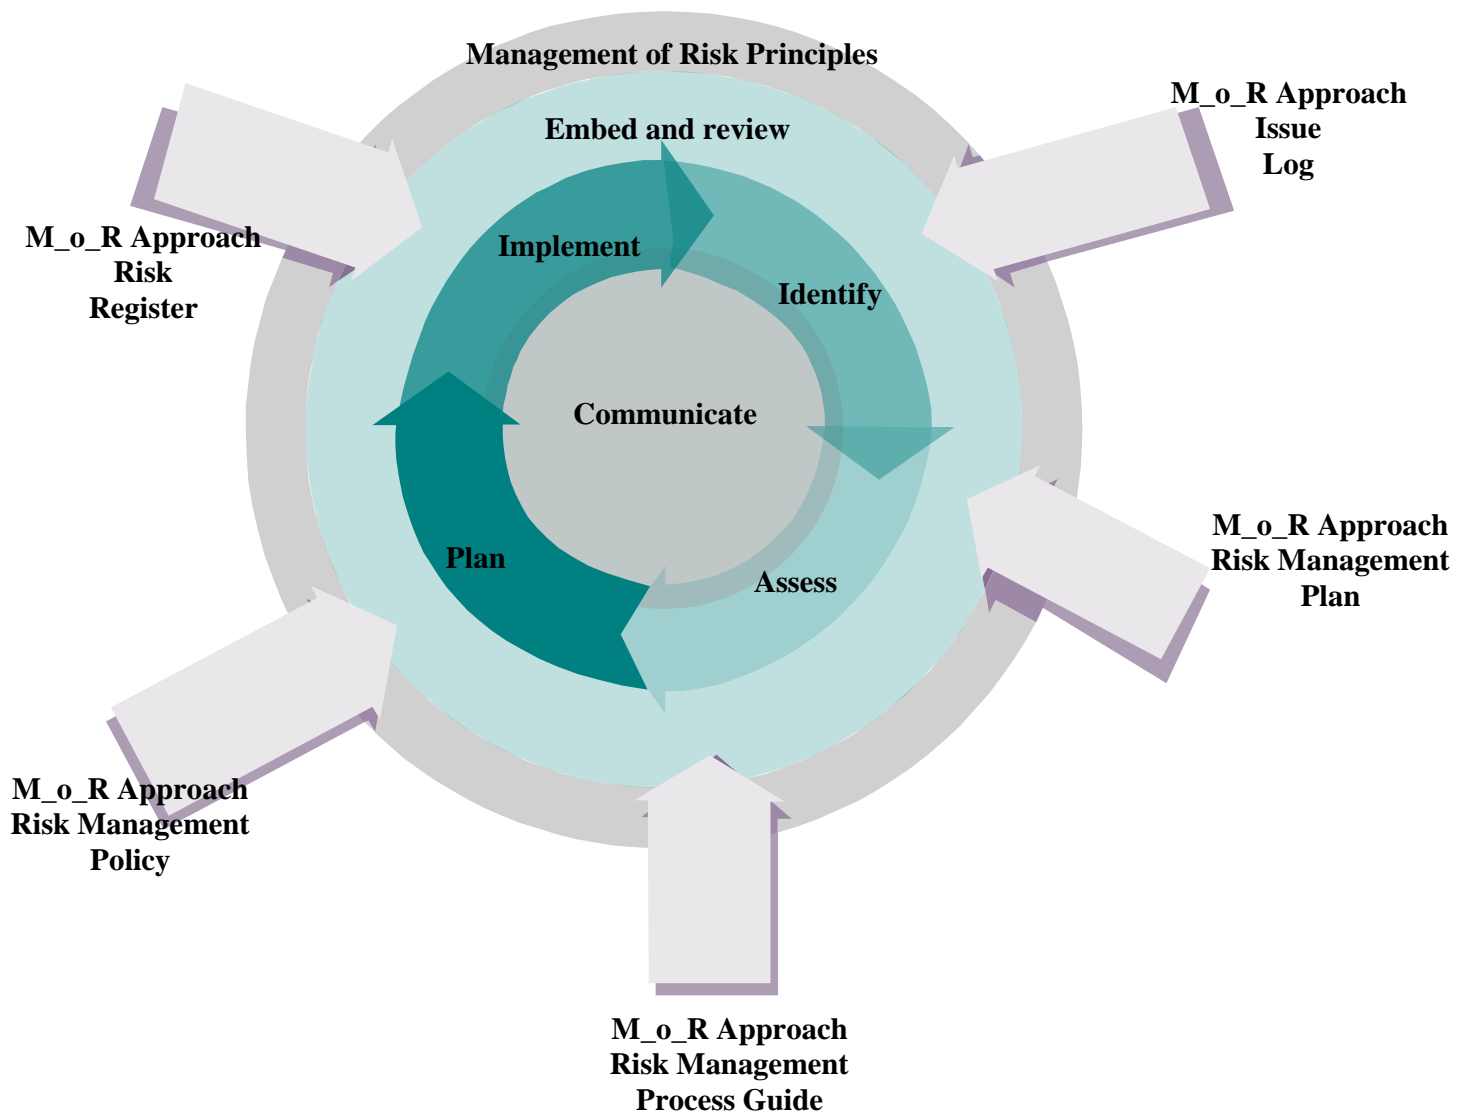 Management of Risk Principles
Embed and review
M_o_R Approach
Issue
Log
M_o_R Approach
Risk
Register
Implement
Identify
Communicate
Plan
Assess
M_o_R Approach
Risk Management
Plan
M_o_R Approach
Risk Management
Policy
M_o_R Approach
Risk Management
Process Guide